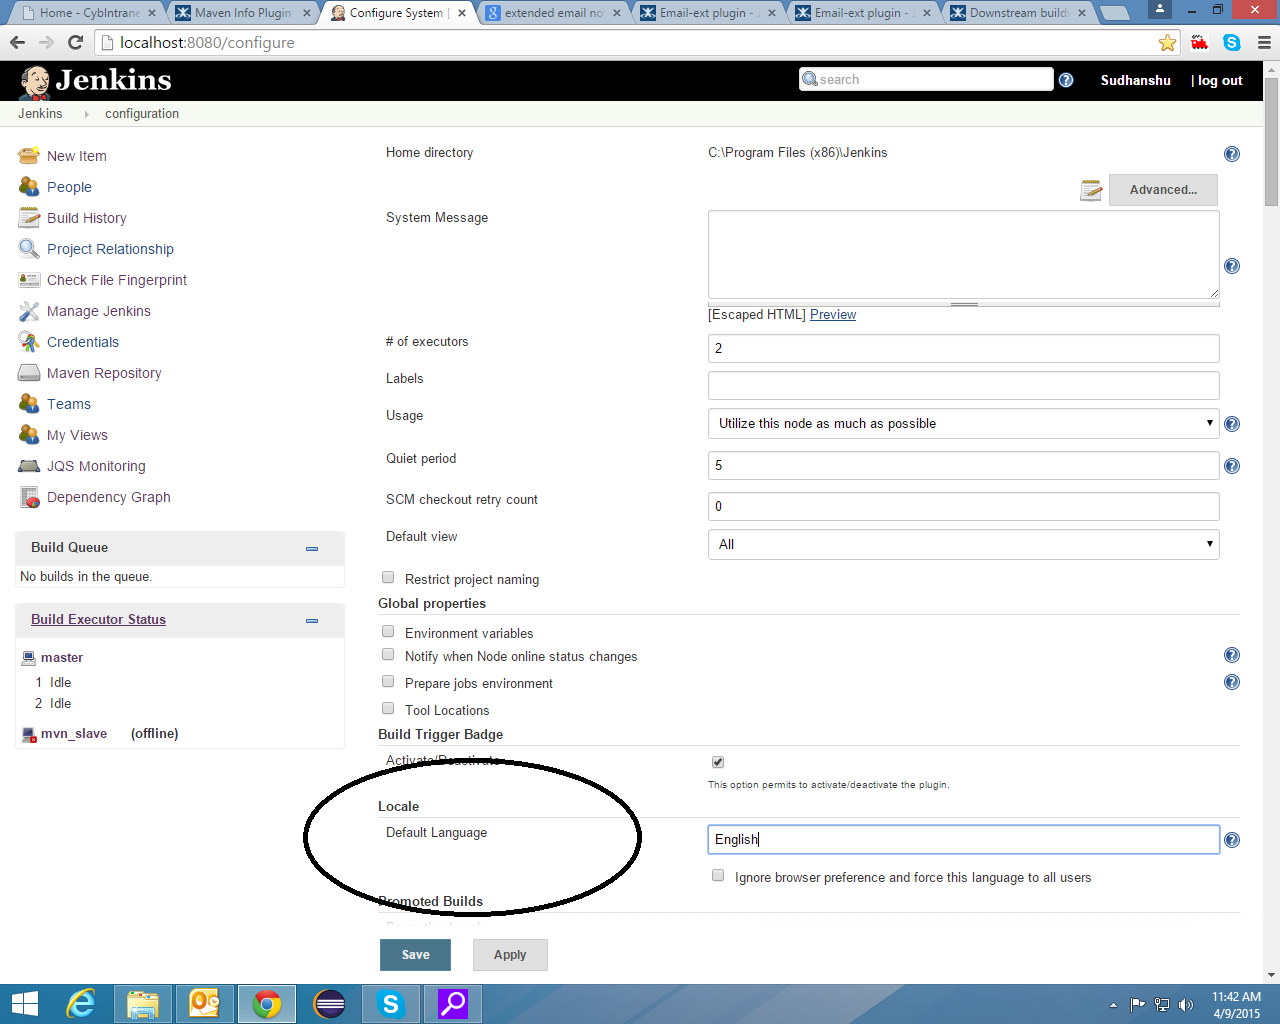 Home - CybIntrane
Maven Info Plugin
Configure System [
extended email no
Email-ext plugin - J
Email-ext plugin - J
Downstream build
localhost:8080/configure
Jenkins
search
Sudhanshu
| log out
Jenkins
configuration
New Item
People
Build History
Project Relationship
Check File Fingerprint
Manage Jenkins
Credentials
Maven Repository
Teams
My Views
JQS Monitoring
Dependency Graph
Build Queue
No builds in the queue.
Build Executor Status
master
1 Idle
2 Idle
mvn_slave (offline)
Home directory
C:\Program Files (x86)\Jenkins
Advanced...
System Message
[Escaped HTML] Preview
# of executors
2
Labels
Usage
Utilize this node as much as possible
Quiet period
5
SCM checkout retry count
0
Default view
All
Restrict project naming
Global properties
Environment variables
Notify when Node online status changes
Prepare jobs environment
Tool Locations
Build Trigger Badge
Activate/Deactivate
This option permits to activate/deactivate the plugin.
Locale
Default Language
English
Ignore browser preference and force this language to all users
Promoted Builds
Save
Apply
11:42 AM
4/9/2015